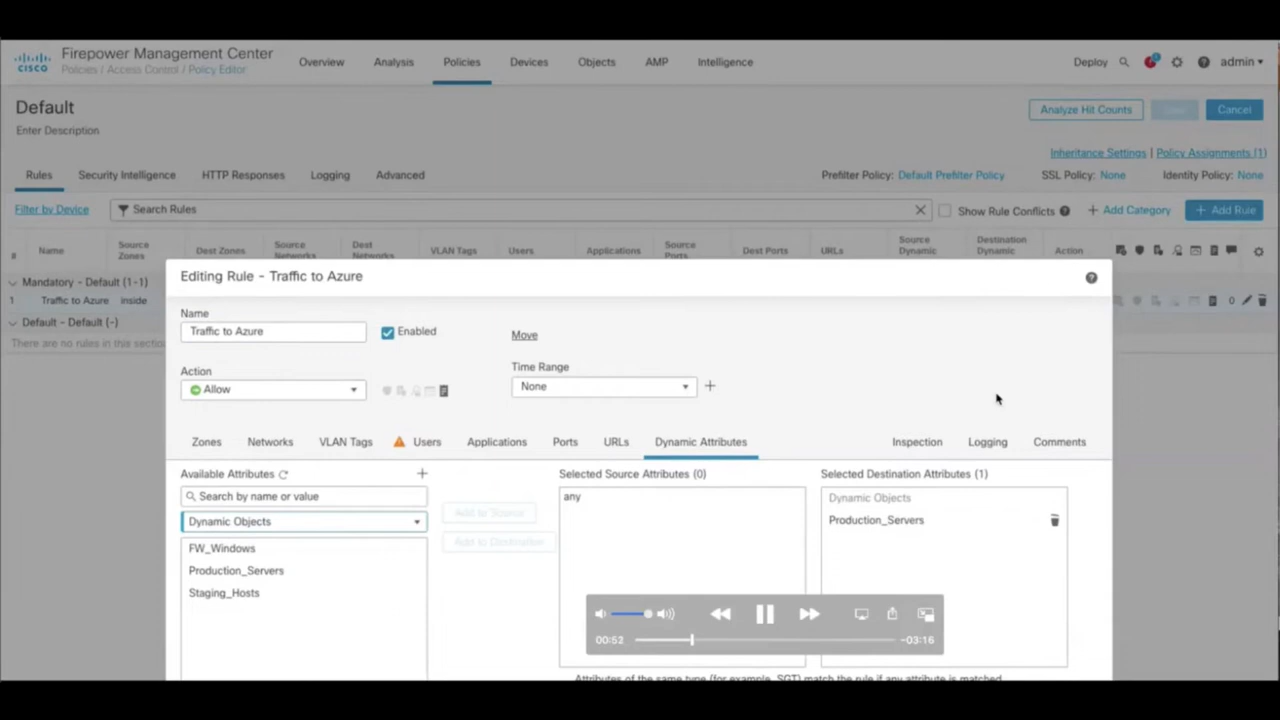 Firepower Management Center
Policies / Access Control / Policy Editor
CISCO
Overview Analysis Policies Devices Objects AMP Intelligence
Deploy admin
Default
Enter Description
Analyze Hit Counts Cancel
Inheritance Settings | Policy Assignments (1)
Rules Security Intelligence HTTP Responses Logging Advanced
Prefilter Policy: Default Prefilter Policy SSL Policy: None Identity Policy: None
Filter by Device Search Rules Show Rule Conflicts + Add Category + Add Rule
# Name Source Zones Dest Zones Source Networks Dest Networks VLAN Tags Users Applications Source Ports Dest Ports URLs Source Dynamic Destination Dynamic Action
Mandatory - Default (1-1)
1 Traffic to Azure inside 0
Default - Default (-)
There are no rules in this section
Editing Rule - Traffic to Azure
Name
Traffic to Azure Enabled Move
Action Time Range
Allow None
Zones Networks VLAN Tags Users Applications Ports URLs Dynamic Attributes Inspection Logging Comments
Available Attributes Selected Source Attributes (0) Selected Destination Attributes (1)
Search by name or value any Dynamic Objects
Add to Source
Dynamic Objects Production_Servers
Add to Destination
FW_Windows
Production_Servers
Staging_Hosts
00:52 -03:16
Attributes of the same type (for example, SGT) match the rule if any attribute is matched